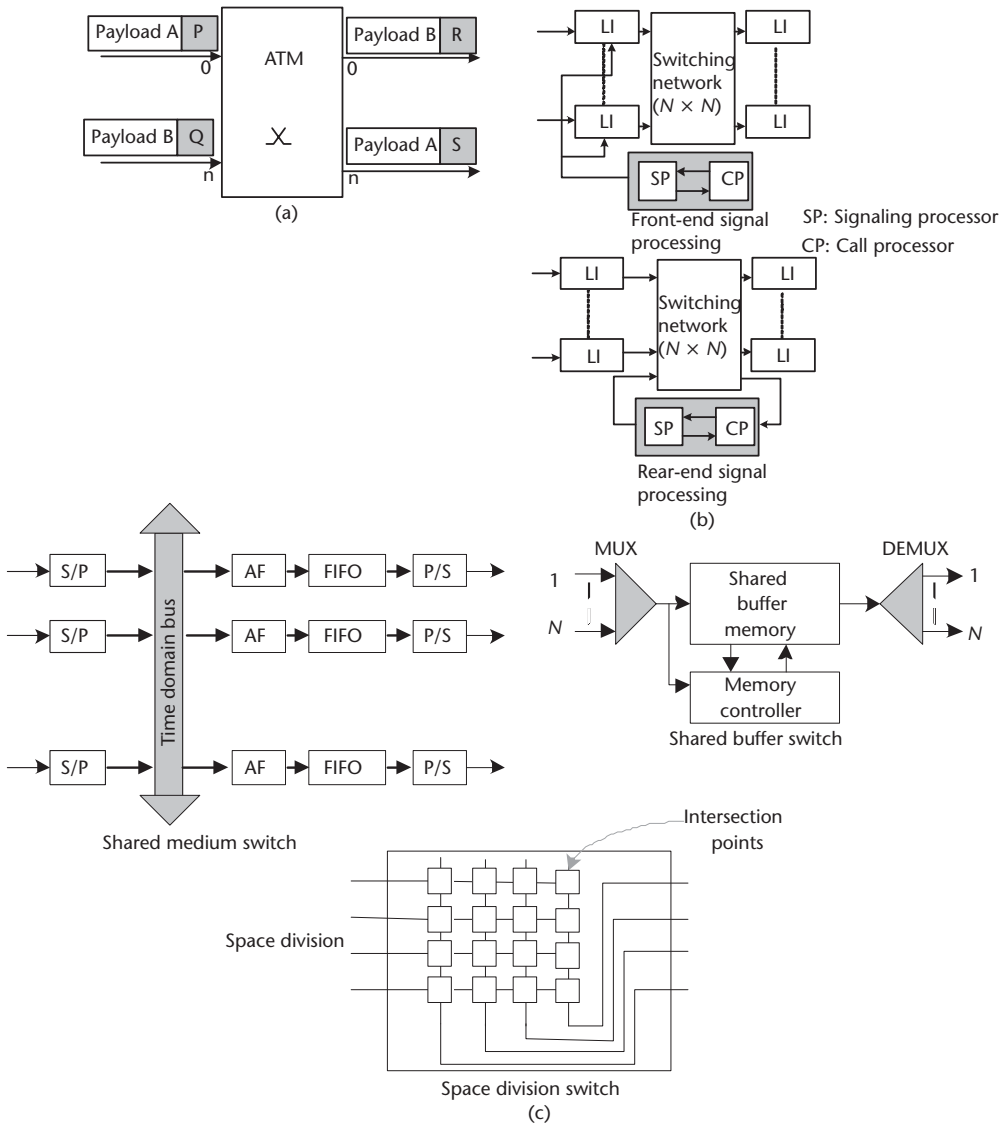 Payload A P
Payload B R
ATM
0
0
Payload B Q
Payload A S
n
n
(a)
LI
LI
Switching
network
(N × N)
LI
LI
SP
CP
Front-end signal
processing
SP: Signaling processor
CP: Call processor
LI
LI
Switching
network
(N × N)
LI
LI
SP
CP
Rear-end signal
processing
(b)
S/P
AF
FIFO
P/S
S/P
AF
FIFO
P/S
Time domain bus
S/P
AF
FIFO
P/S
Shared medium switch
MUX
DEMUX
1
Shared
buffer
memory
1
N
N
Memory
controller
Shared buffer switch
Intersection
points
Space division
Space division switch
(c)